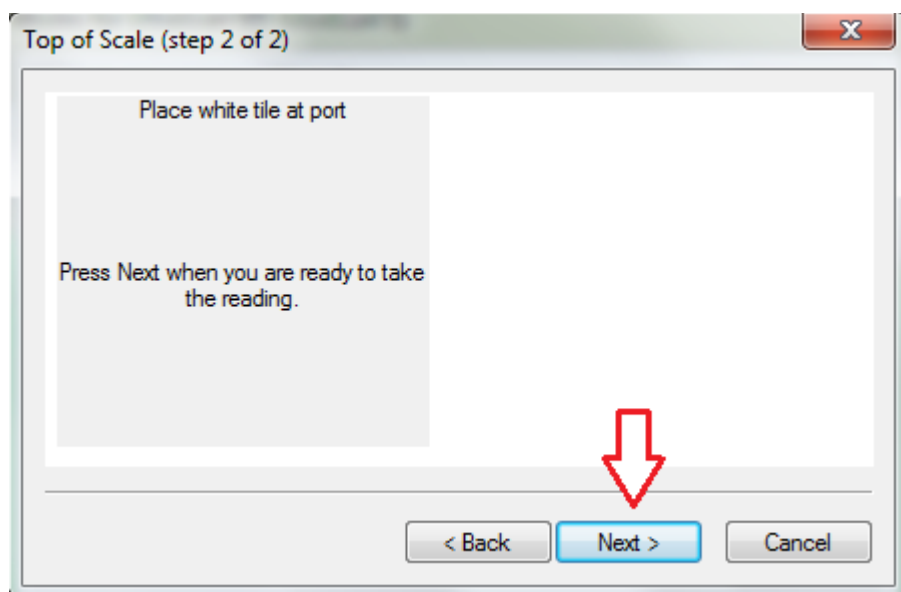 Top of Scale (step 2 of 2)
Place white tile at port
Press Next when you are ready to take
the reading.
< Back
Next >
Cancel